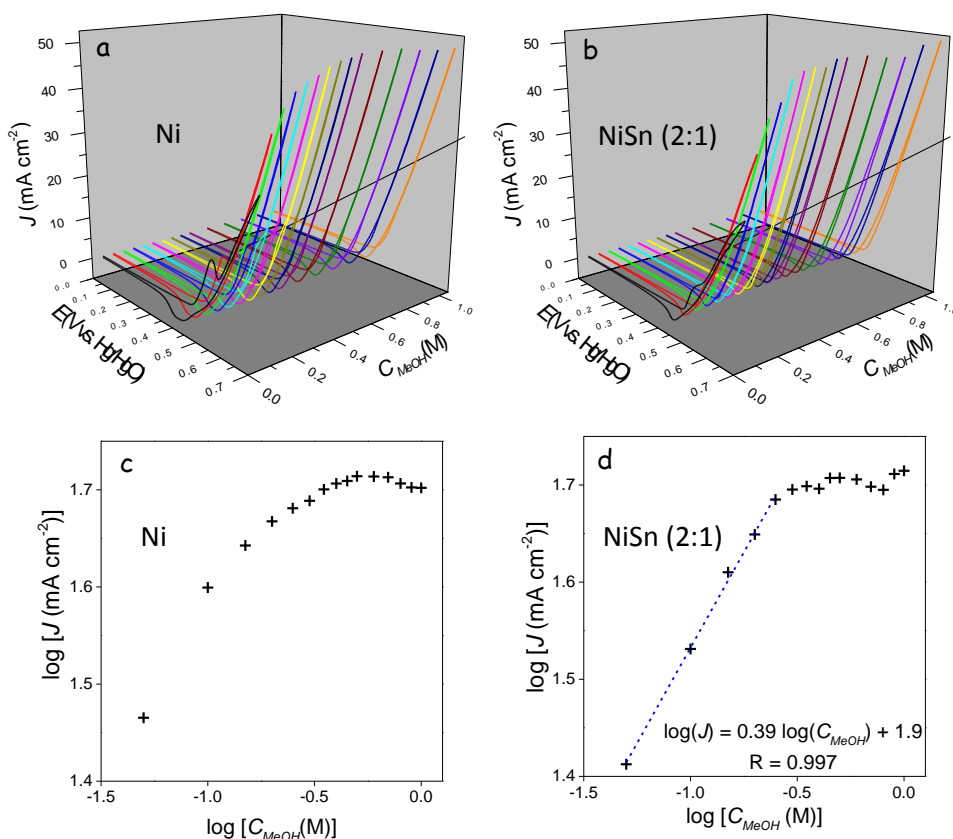 a
Ni
J (mA cm-2)
50
40
30
20
10
0
0.0
0.1
0.2
0.3
0.4
0.5
0.6
0.7
E(V vs. Hg/HgO)
0.0
0.2
0.4
0.6
0.8
1.0
C MeOH (M)
b
NiSn (2:1)
J (mA cm-2)
50
40
30
20
10
0
0.0
0.1
0.2
0.3
0.4
0.5
0.6
0.7
E(V vs. Hg/HgO)
0.0
0.2
0.4
0.6
0.8
1.0
C MeOH (M)
c
Ni
log [J (mA cm-2)]
1.7
1.6
1.5
1.4
-1.5
-1.0
-0.5
0.0
log [CMeOH(M)]
d
NiSn (2:1)
log [J (mA cm-2)]
1.7
1.6
1.5
1.4
log(J) = 0.39 log(CMeOH) + 1.9
R = 0.997
-1.5
-1.0
-0.5
0.0
log [CMeOH (M)]